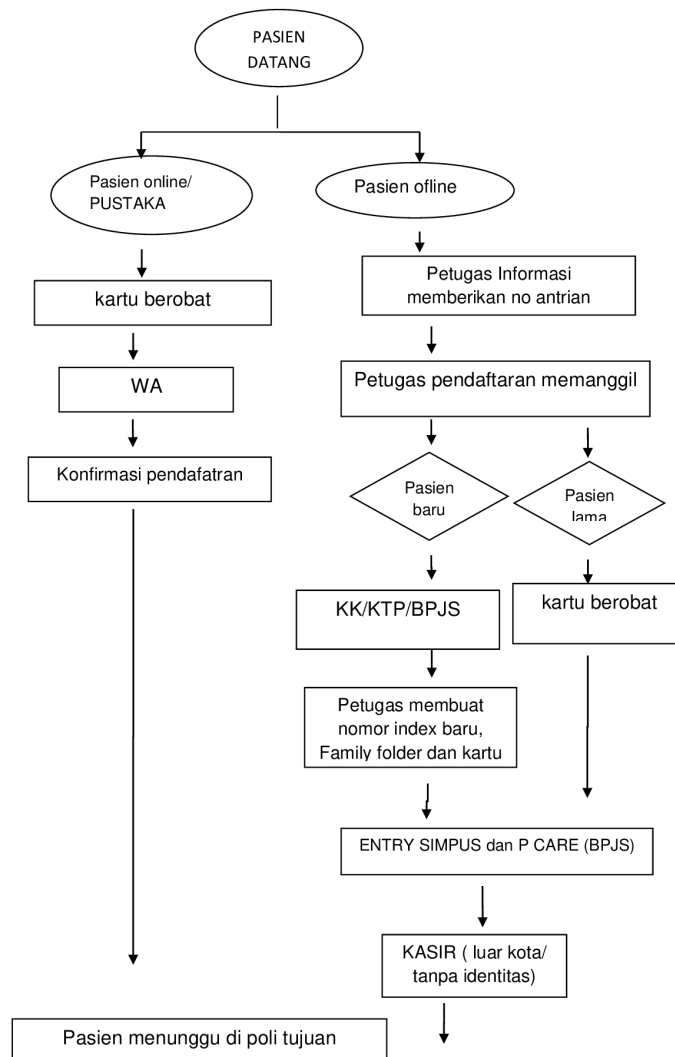 PASIEN
DATANG
Pasien online/
PUSTAKA
Pasien ofline
kartu berobat
Petugas Informasi
memberikan no antrian
WA
Petugas pendaftaran memanggil
Konfirmasi pendafatran
Pasien
baru
Pasien
lama
KK/KTP/BPJS
kartu berobat
Petugas membuat
nomor index baru,
Family folder dan kartu
ENTRY SIMPUS dan P CARE (BPJS)
KASIR ( luar kota/
tanpa identitas)
Pasien menunggu di poli tujuan